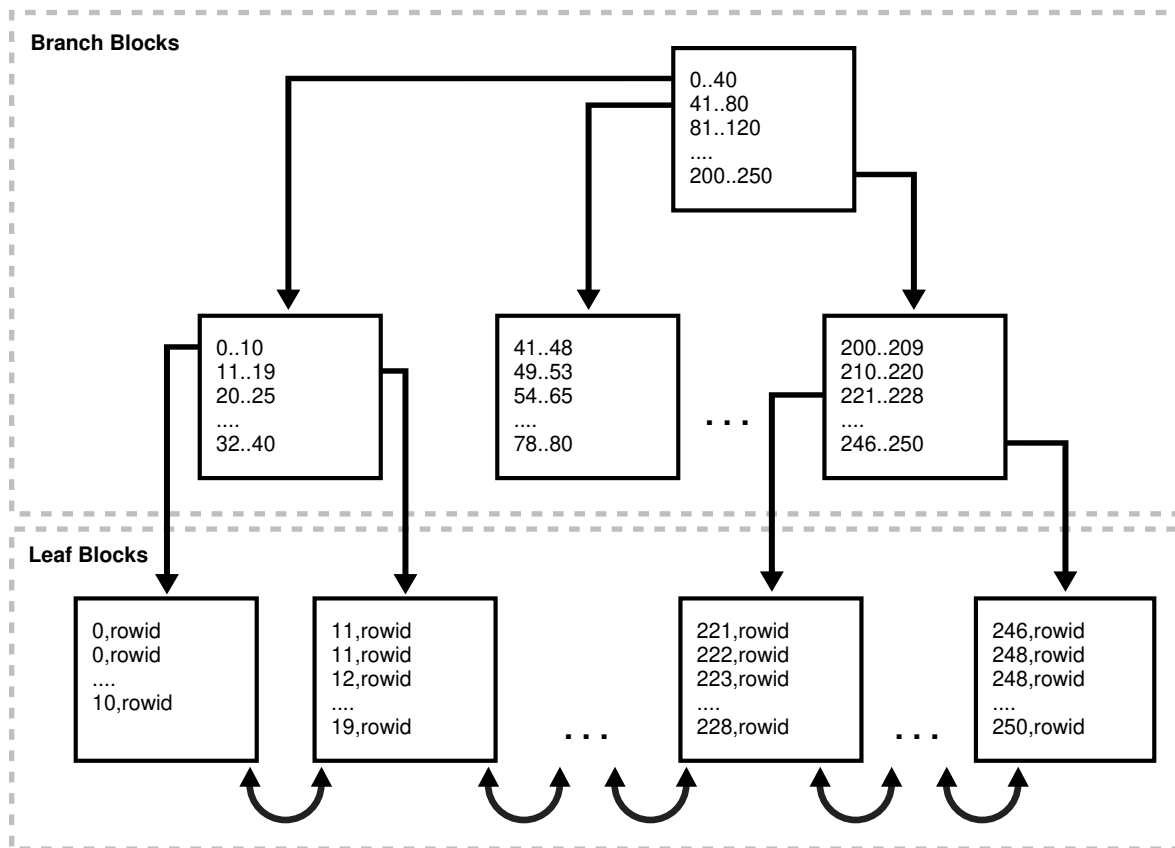 Branch Blocks
0..40
41..80
81..120
....
200..250
0..10
11..19
20..25
....
32..40
41..48
49..53
54..65
....
78..80
...
200..209
210..220
221..228
....
246..250
Leaf Blocks
0,rowid
0,rowid
....
10,rowid
11,rowid
11,rowid
12,rowid
....
19,rowid
...
221,rowid
222,rowid
223,rowid
....
228,rowid
...
246,rowid
248,rowid
248,rowid
....
250,rowid